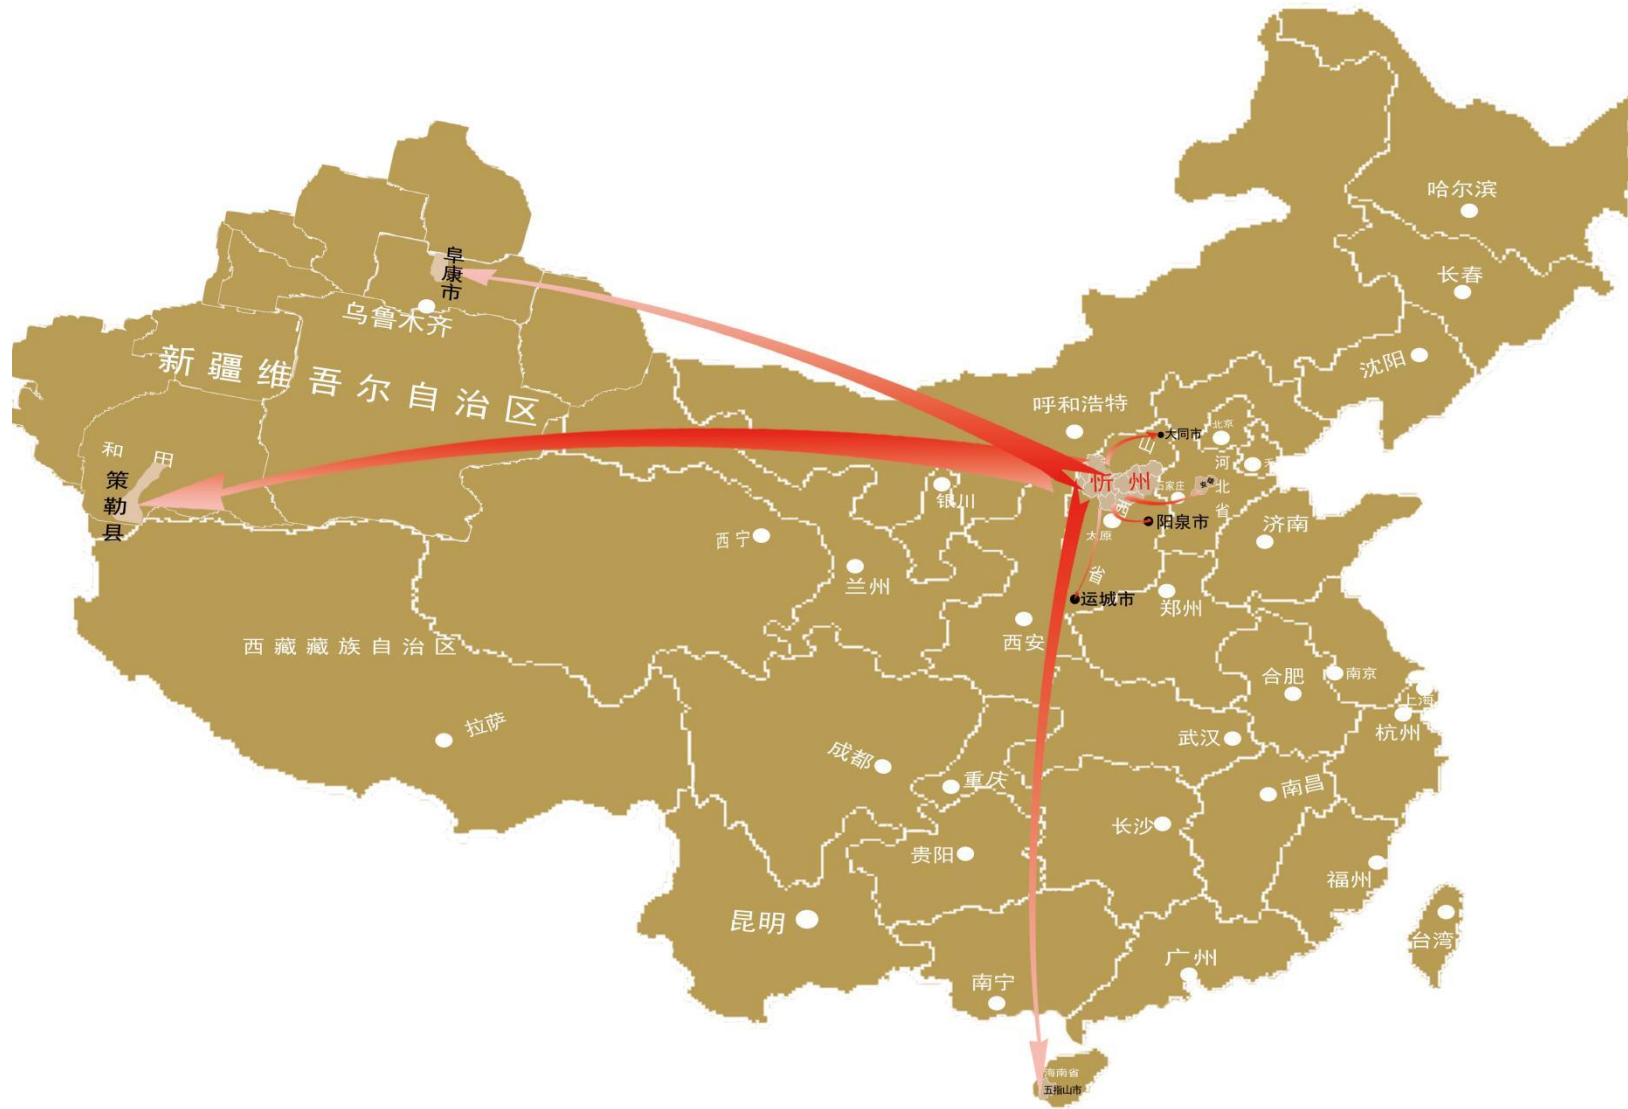 哈尔滨
长春
沈阳
阜康市
乌鲁木齐
新疆维吾尔自治区
呼和浩特
北京
大同市
山
河
北
省
和田
策勒县
忻州
石家庄
银川
西
太原
阳泉市
济南
西宁
兰州
省
运城市
郑州
西安
西藏藏族自治区
合肥
南京
上海
杭州
拉萨
武汉
成都
重庆
南昌
长沙
贵阳
福州
昆明
台湾
广州
南宁
海南省
五指山市